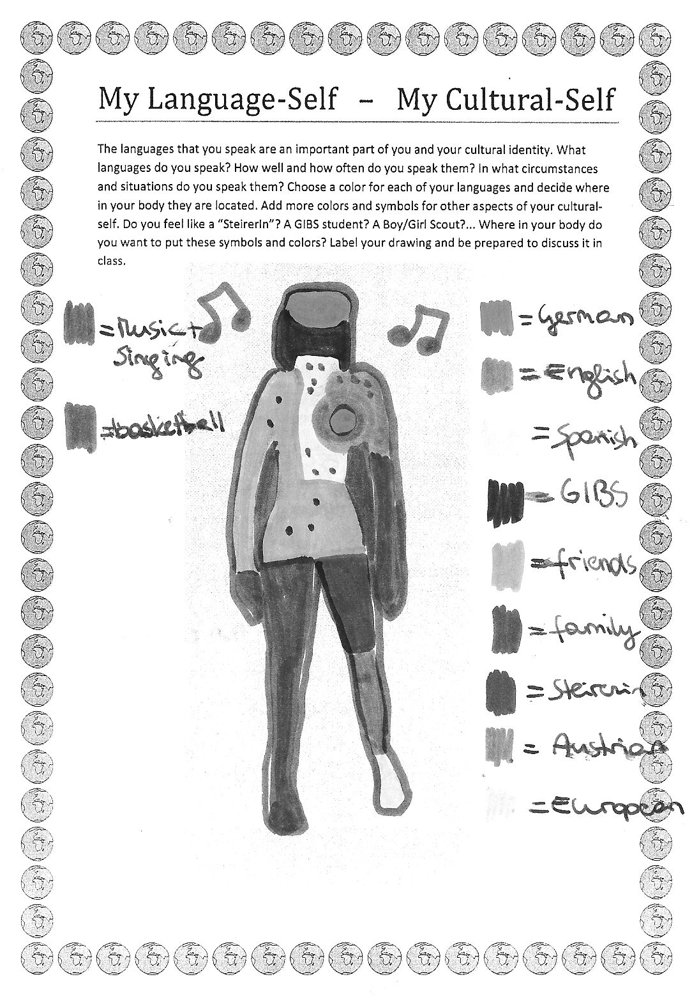 My Language-Self – My Cultural-Self
The languages that you speak are an important part of you and your cultural identity. What
languages do you speak? How well and how often do you speak them? In what circumstances
and situations do you speak them? Choose a color for each of your languages and decide where
in your body they are located. Add more colors and symbols for other aspects of your cultural-
self. Do you feel like a “SteirerIn”? A GIBS student? A Boy/Girl Scout?... Where in your body do
you want to put these symbols and colors? Label your drawing and be prepared to discuss it in
class.
= Music +
Singing
= basketball
= German
= English
= Spanish
= GIBS
= friends
= family
= Steirerin
= Austrian
= European